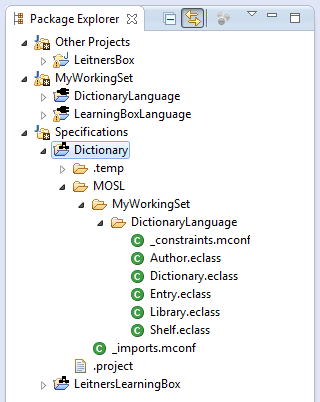 Package Explorer
Other Projects
LeitnersBox
MyWorkingSet
DictionaryLanguage
LearningBoxLanguage
Specifications
Dictionary
.temp
MOSL
MyWorkingSet
DictionaryLanguage
_constraints.mconf
Author.eclass
Dictionary.eclass
Entry.eclass
Library.eclass
Shelf.eclass
_imports.mconf
.project
LeitnersLearningBox